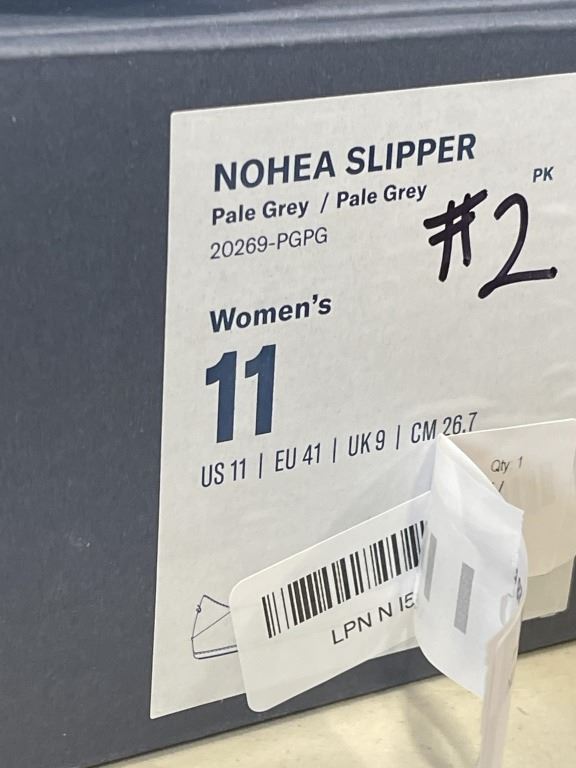 NOHEA SLIPPER
Pale Grey / Pale Grey
PK
20269-PGPG
#2
Women's
11
US 11 | EU 41 | UK 9 | CM 26.7
Qty: 1
LPN N I5